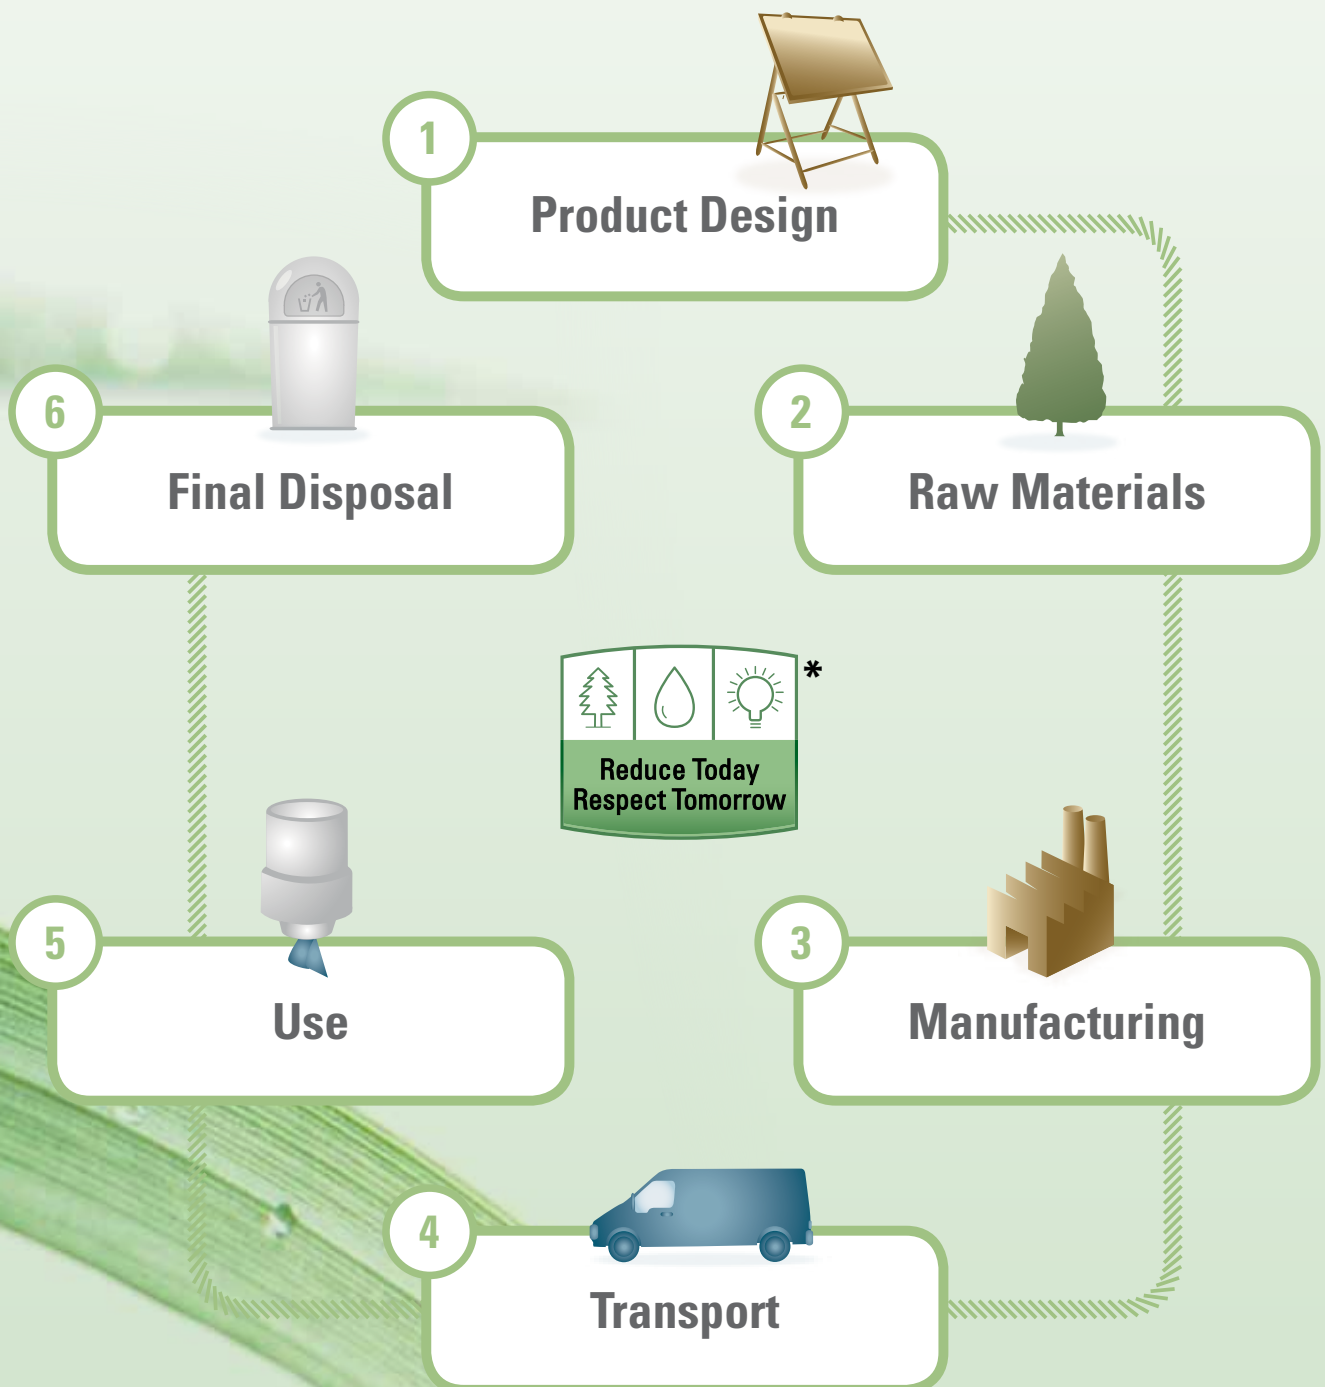 1
Product Design
2
Raw Materials
3
Manufacturing
4
Transport
5
Use
6
Final Disposal
*
Reduce Today
Respect Tomorrow